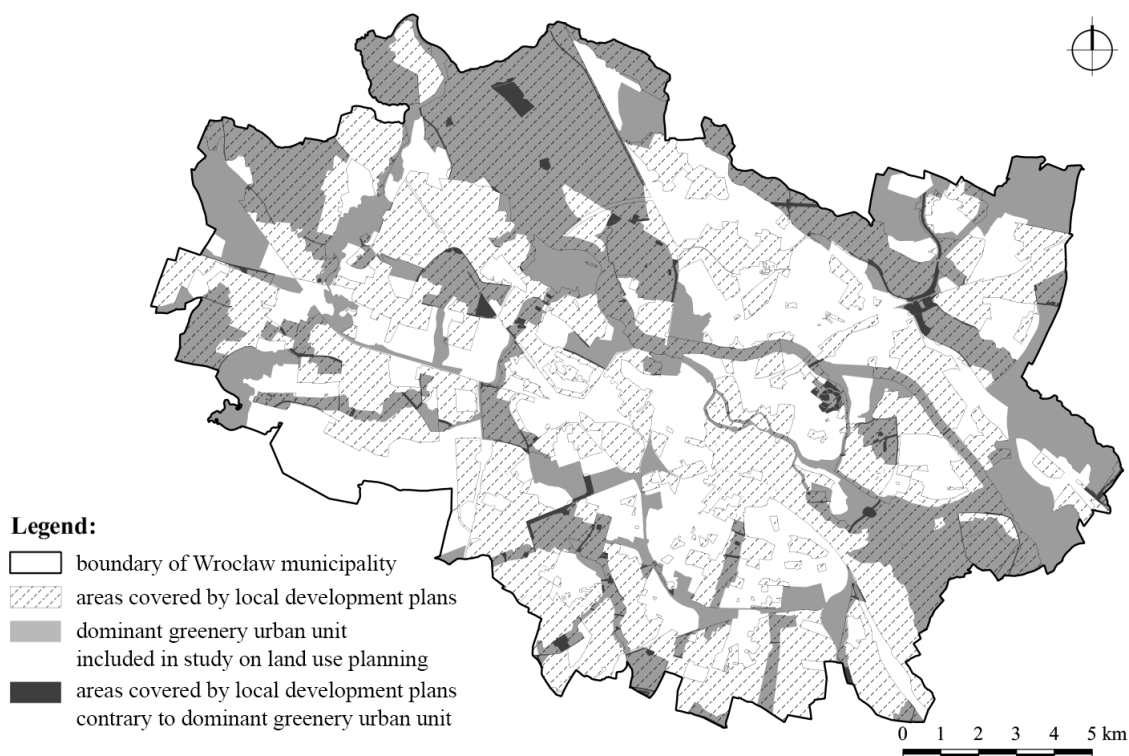 Legend:
boundary of Wrocław municipality
areas covered by local development plans
dominant greenery urban unit
included in study on land use planning
areas covered by local development plans
contrary to dominant greenery urban unit
0 1 2 3 4 5 km